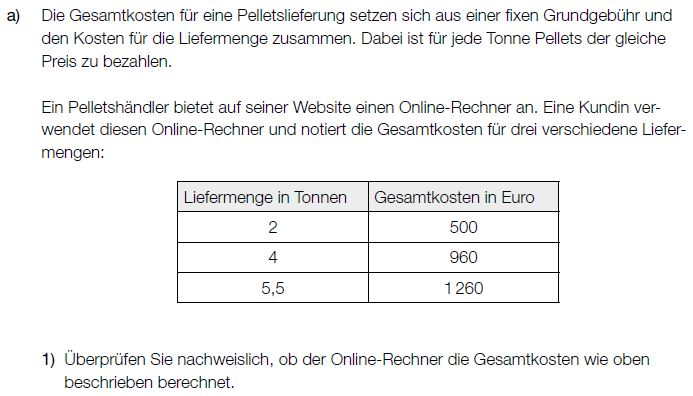 a) Die Gesamtkosten für eine Pelletslieferung setzen sich aus einer fixen Grundgebühr und
den Kosten für die Liefermenge zusammen. Dabei ist für jede Tonne Pellets der gleiche
Preis zu bezahlen.
Ein Pelletshändler bietet auf seiner Website einen Online-Rechner an. Eine Kundin ver-
wendet diesen Online-Rechner und notiert die Gesamtkosten für drei verschiedene Liefer-
mengen:
Liefermenge in Tonnen Gesamtkosten in Euro
2 500
4 960
5,5 1 260
1) Überprüfen Sie nachweislich, ob der Online-Rechner die Gesamtkosten wie oben
beschrieben berechnet.